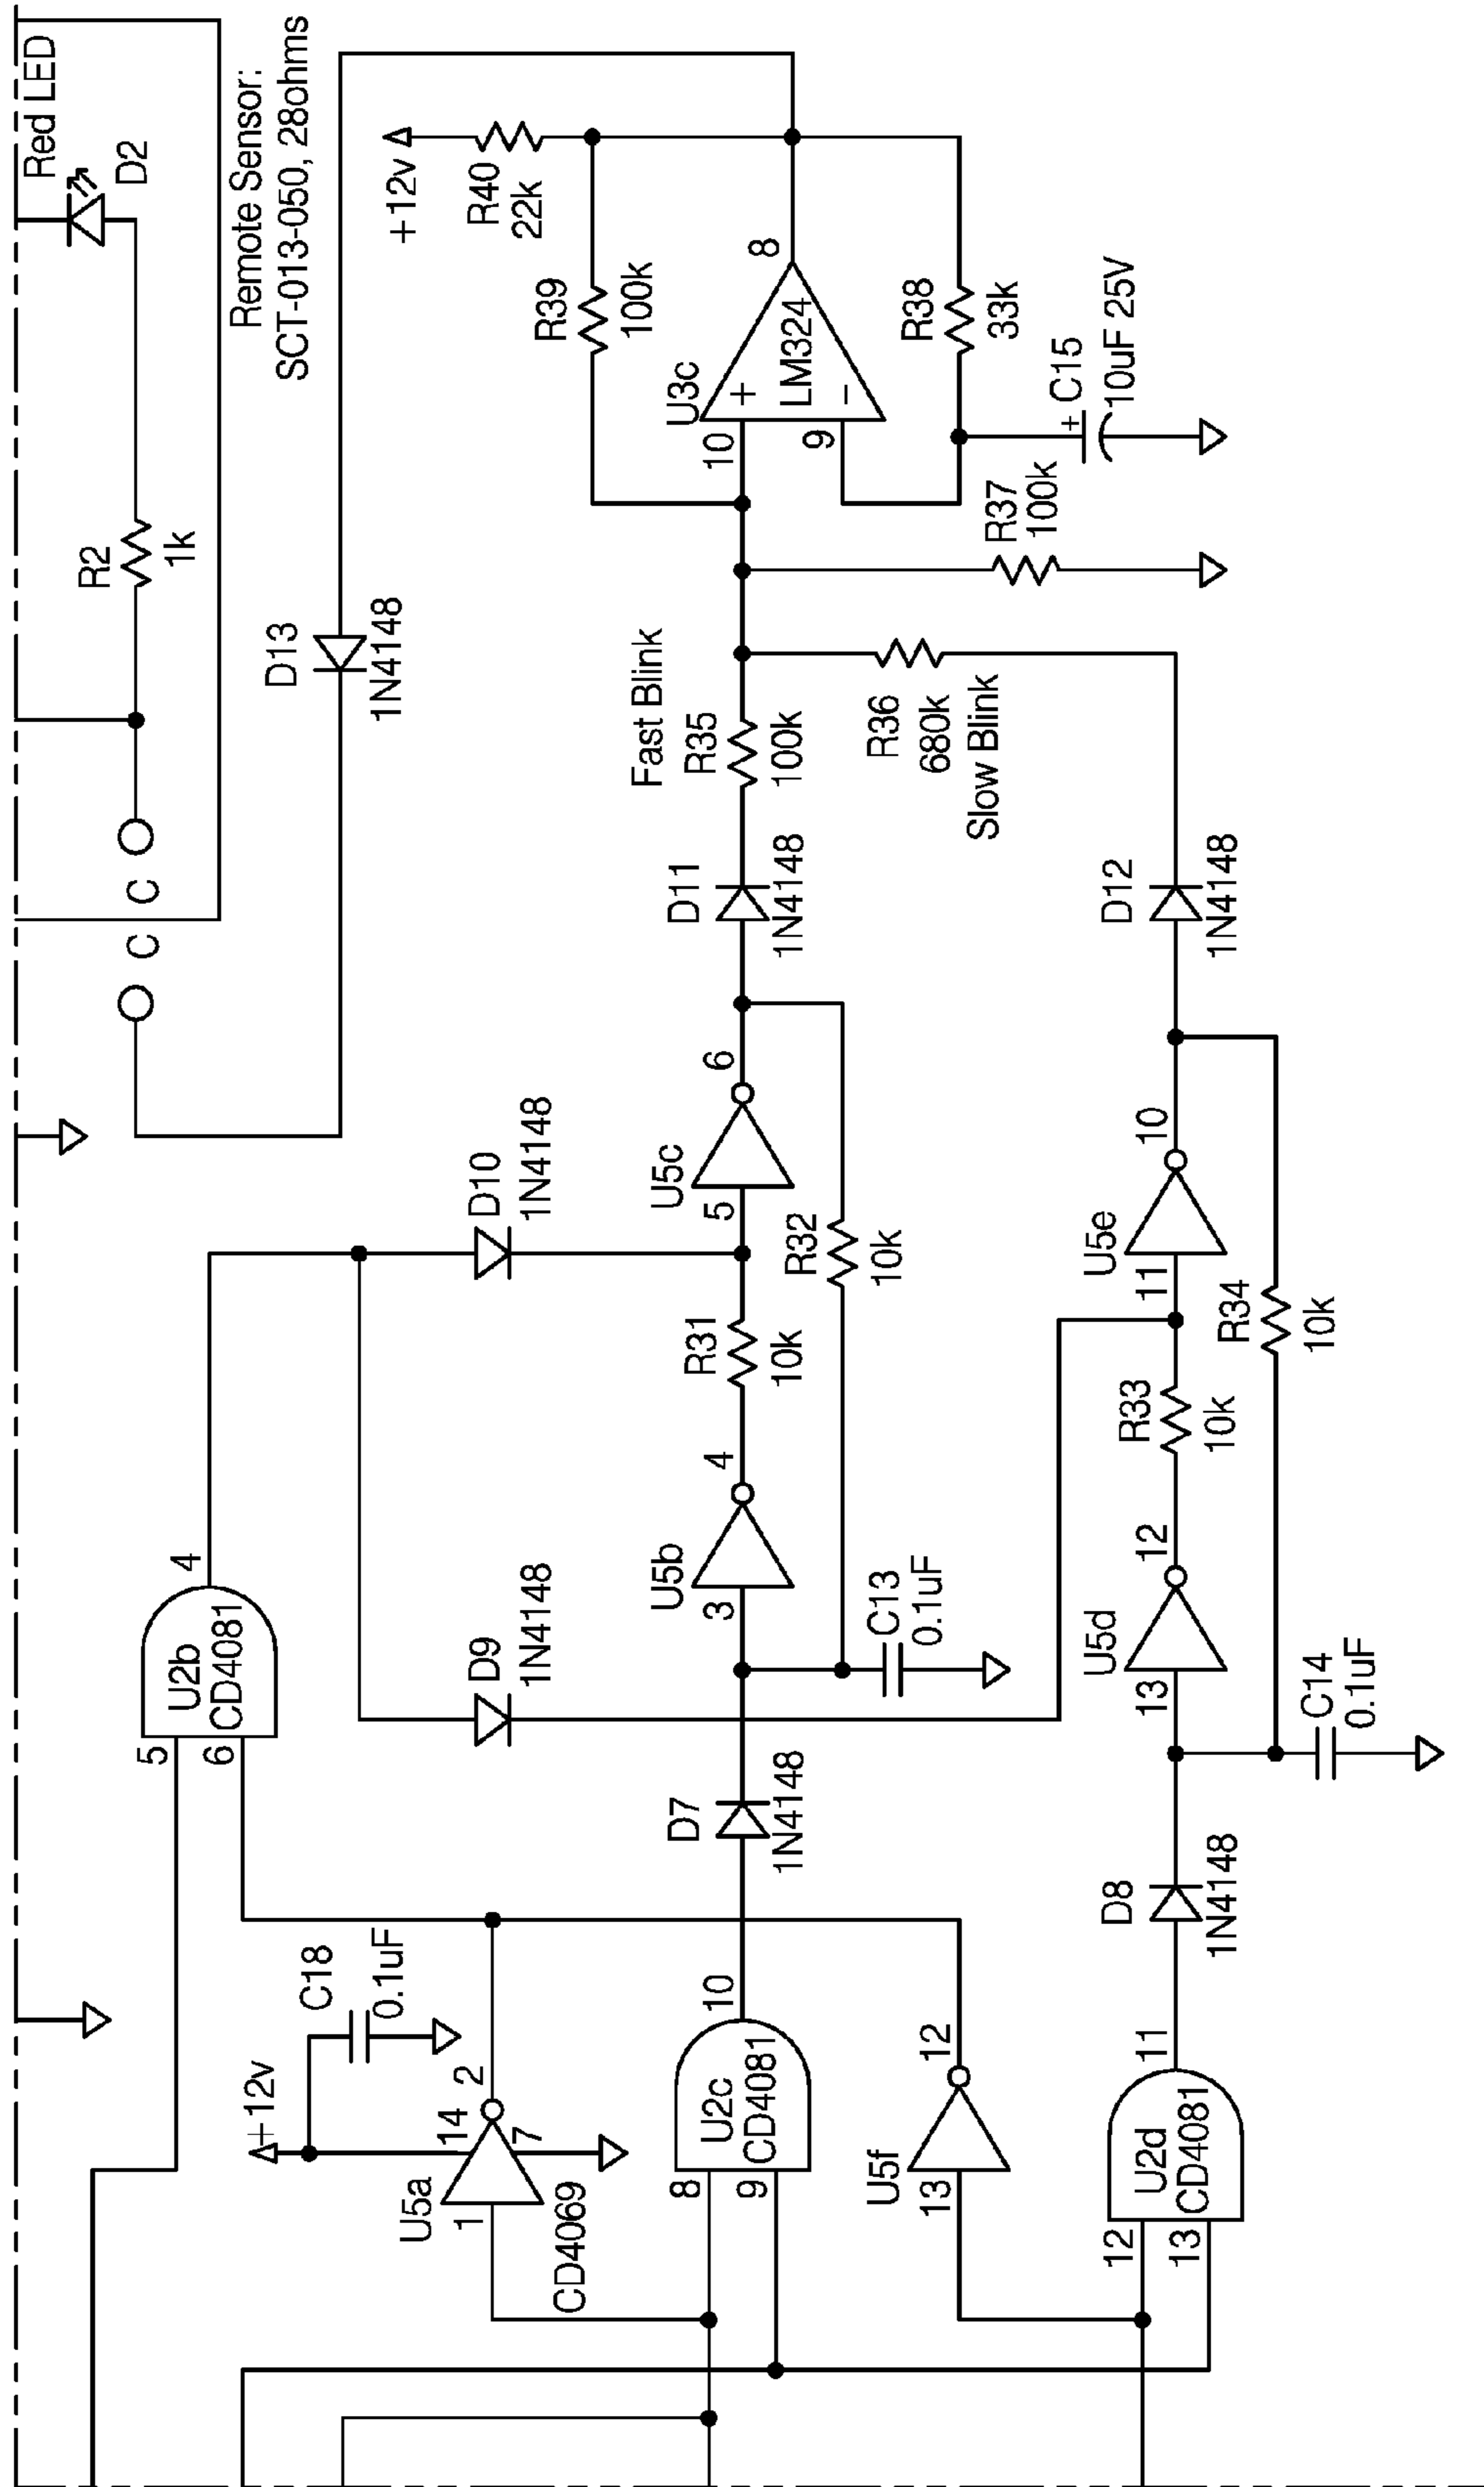 Red LED
D2
R2
1k
C
C
Remote Sensor:
SCT-013-050, 28ohms
D13
1N4148
+12v
R40
22k
R39
100k
U3c
10
+
LM324
9
−
8
R38
33k
C15
+
10uF 25V
R37
100k
Fast Blink
R35
100k
R36
680k
Slow Blink
D11
1N4148
D12
1N4148
D10
1N4148
U5c
5
6
R32
10k
R31
10k
U5e
11
10
R34
10k
R33
10k
U2b
CD4081
5
6
4
D9
1N4148
U5b
3
4
C13
0.1uF
U5d
13
12
C14
0.1uF
D7
1N4148
D8
1N4148
+12v
C18
0.1uF
U5a
1
14
2
7
CD4069
U2c
CD4081
8
9
10
U5f
13
12
U2d
CD4081
12
13
11